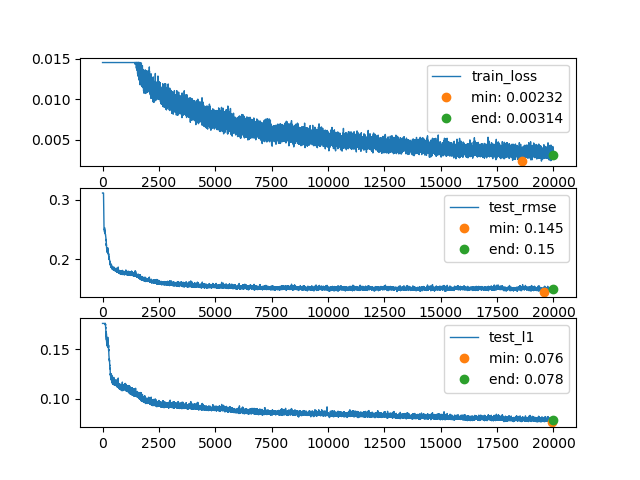 0.015
0.010
0.005
train_loss
min: 0.00232
end: 0.00314
0 2500 5000 7500 10000 12500 15000 17500 20000
0.3
0.2
test_rmse
min: 0.145
end: 0.15
0 2500 5000 7500 10000 12500 15000 17500 20000
0.15
0.10
test_l1
min: 0.076
end: 0.078
0 2500 5000 7500 10000 12500 15000 17500 20000